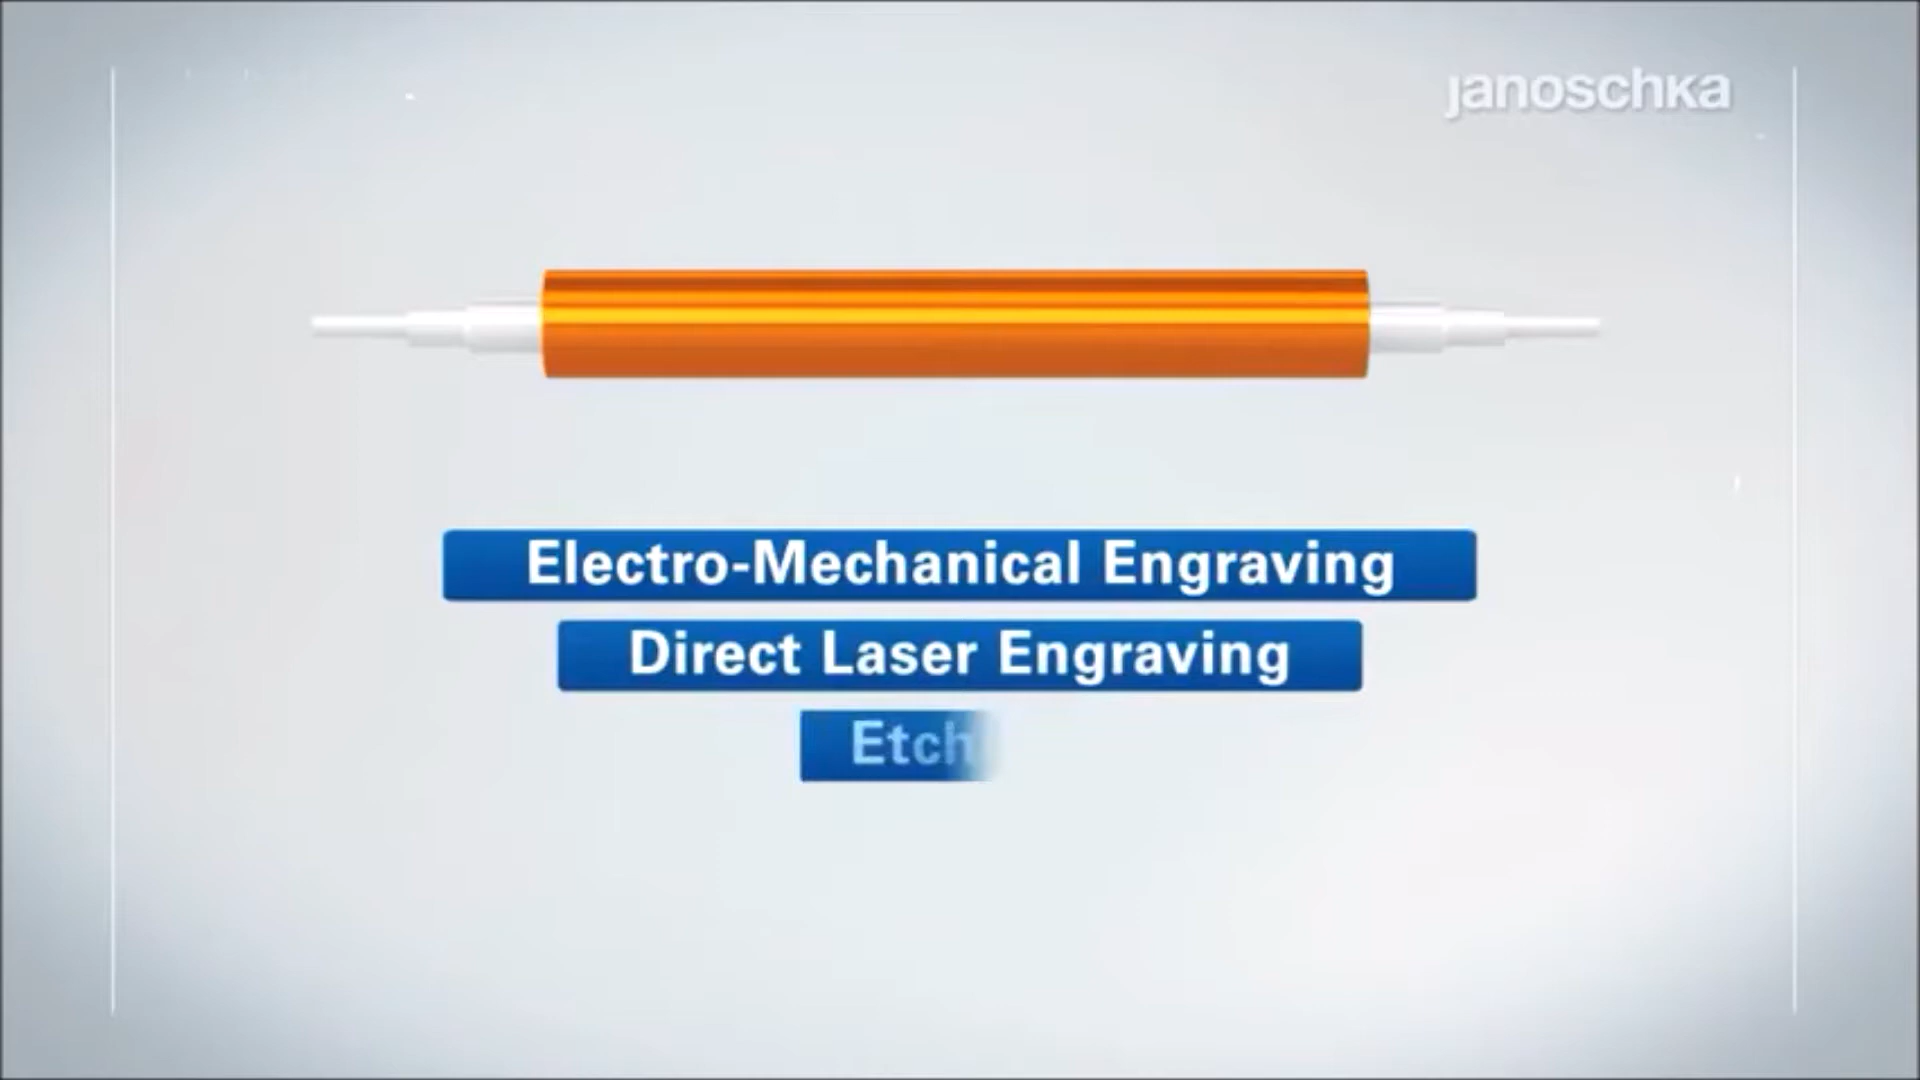 janoschka
Electro-Mechanical Engraving
Direct Laser Engraving
Etch